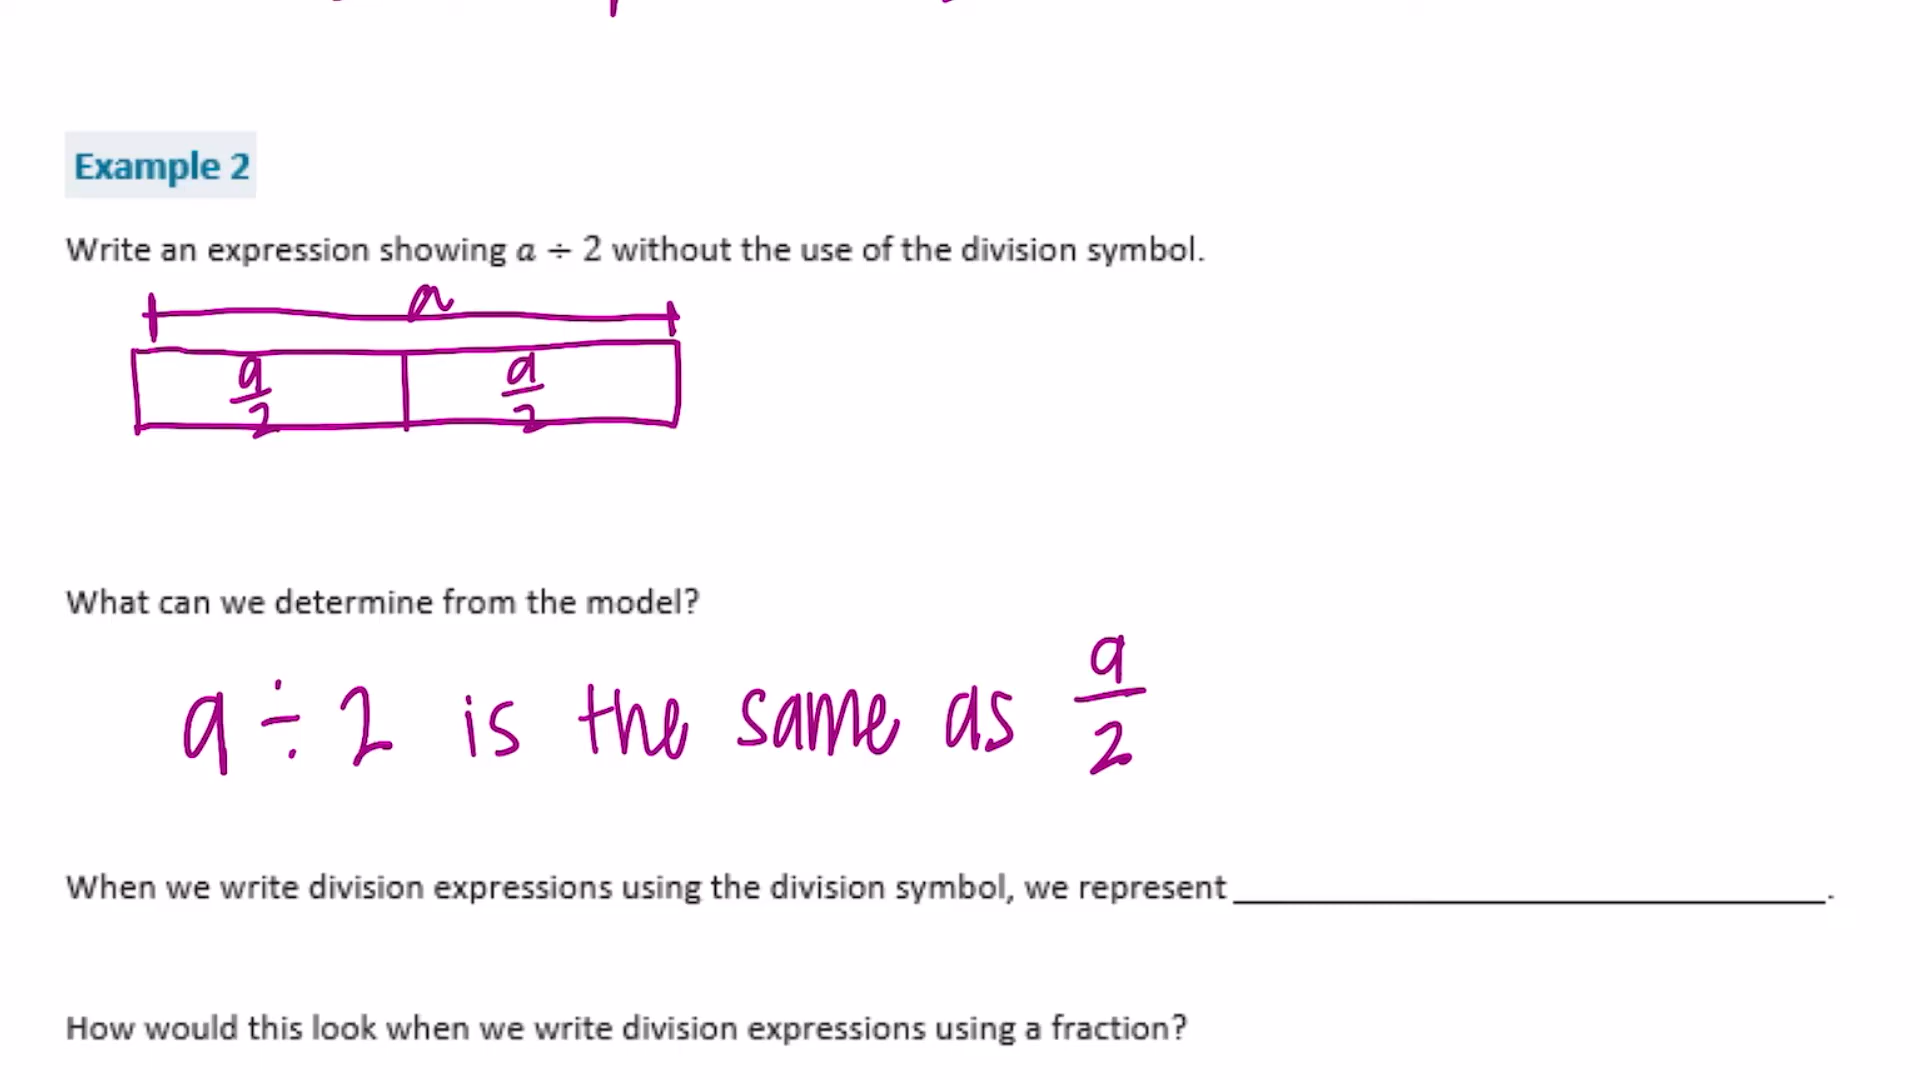 Example 2
Write an expression showing a ÷ 2 without the use of the division symbol.
a
a/2 a/2
What can we determine from the model?
a ÷ 2 is the same as a/2
When we write division expressions using the division symbol, we represent ______________________________.
How would this look when we write division expressions using a fraction?